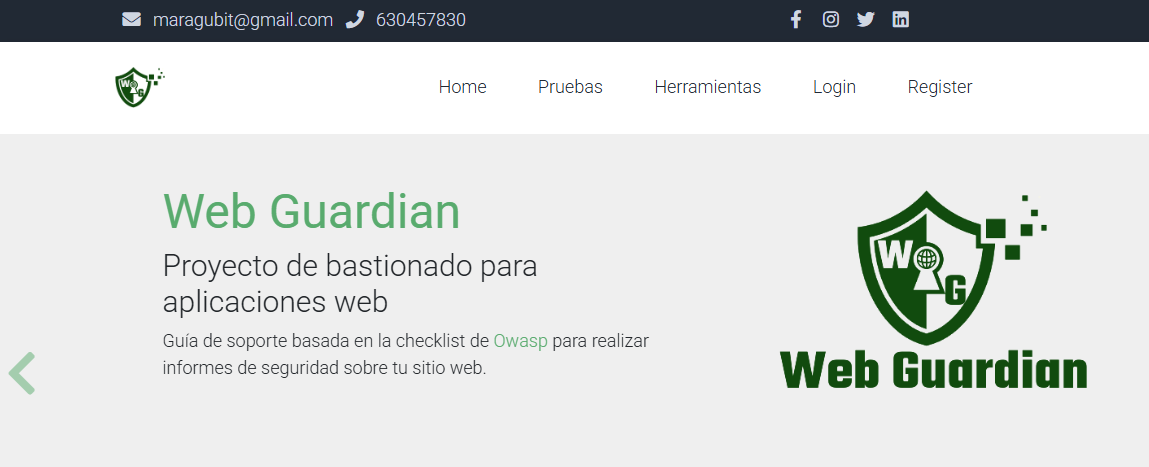 maragubit@gmail.com 630457830
WG
Home Pruebas Herramientas Login Register
Web Guardian
Proyecto de bastionado para
aplicaciones web
Guía de soporte basada en la checklist de Owasp para realizar
informes de seguridad sobre tu sitio web.
WG
Web Guardian